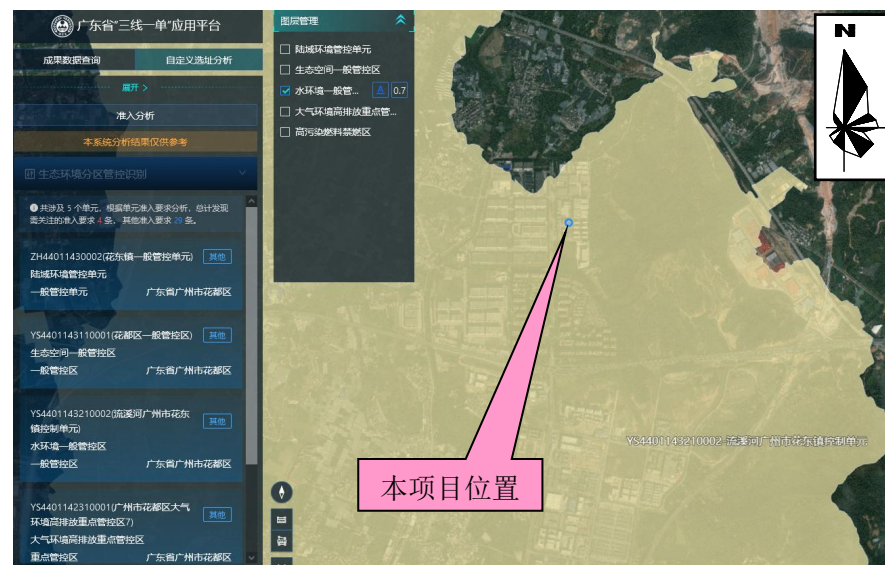 广东省“三线一单”应用平台
成果数据查询
自定义选址分析
展开 >
准入分析
本系统分析结果仅供参考
生态环境分区管控识别
共涉及 5 个单元，根据单元准入要求分析，总计发现
需关注的准入要求 4 条，其他准入要求 29 条。
ZH44011430002(花东镇一般管控单元) 其他
陆域环境管控单元
一般管控单元 广东省广州市花都区
YS4401143110001(花都区一般管控区) 其他
生态空间一般管控区
一般管控区 广东省广州市花都区
YS4401143210002(流溪河广州市花东
镇控制单元) 其他
水环境一般管控区
一般管控区 广东省广州市花都区
YS4401142310001(广州市花都区大气
环境高排放重点管控区7) 其他
大气环境高排放重点管控区
重点管控区 广东省广州市花都区
图层管理
陆域环境管控单元
生态空间一般管控区
水环境一般管... 0.7
大气环境高排放重点管...
高污染燃料禁燃区
N
YS4401143210002-流溪河广州市花东镇控制单元
本项目位置